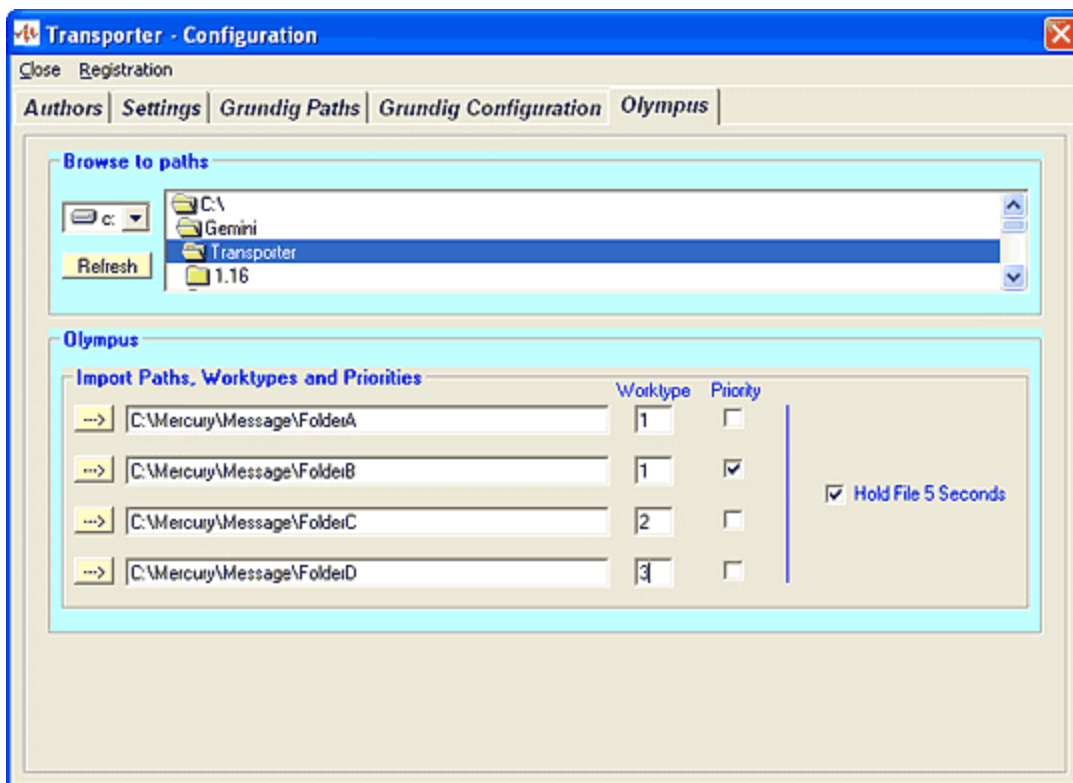 Transporter - Configuration
Close Registration
Authors Settings Grundig Paths Grundig Configuration Olympus
Browse to paths
c:
C:\
Gemini
Transporter
1.16
Refresh
Olympus
Import Paths, Worktypes and Priorities
Worktype Priority
---> C:\Mercury\Message\FolderA 1
---> C:\Mercury\Message\FolderB 1
Hold File 5 Seconds
---> C:\Mercury\Message\FolderC 2
---> C:\Mercury\Message\FolderD 3